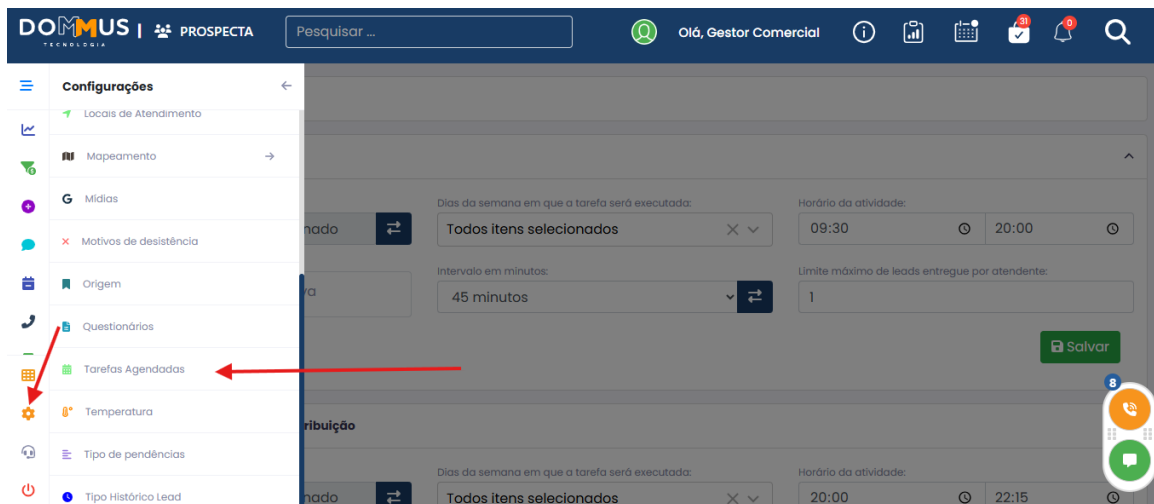 DOMMUS | PROSPECTA
TECNOLOGIA
Pesquisar ...
Olá, Gestor Comercial
31
0
Configurações
Locais de Atendimento
Mapeamento
Mídias
Motivos de desistência
Origem
Questionários
Tarefas Agendadas
Temperatura
Tipo de pendências
Tipo Histórico Lead
Dias da semana em que a tarefa será executada:
Horário da atividade:
nado
Todos itens selecionados
09:30
20:00
Intervalo em minutos:
Limite máximo de leads entregue por atendente:
va
45 minutos
1
Salvar
8
ribuição
Dias da semana em que a tarefa será executada:
Horário da atividade:
nado
Todos itens selecionados
20:00
22:15